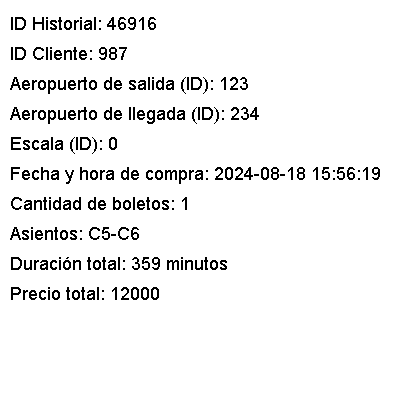 ID Historial: 46916
ID Cliente: 987
Aeropuerto de salida (ID): 123
Aeropuerto de llegada (ID): 234
Escala (ID): 0
Fecha y hora de compra: 2024-08-18 15:56:19
Cantidad de boletos: 1
Asientos: C5-C6
Duración total: 359 minutos
Precio total: 12000